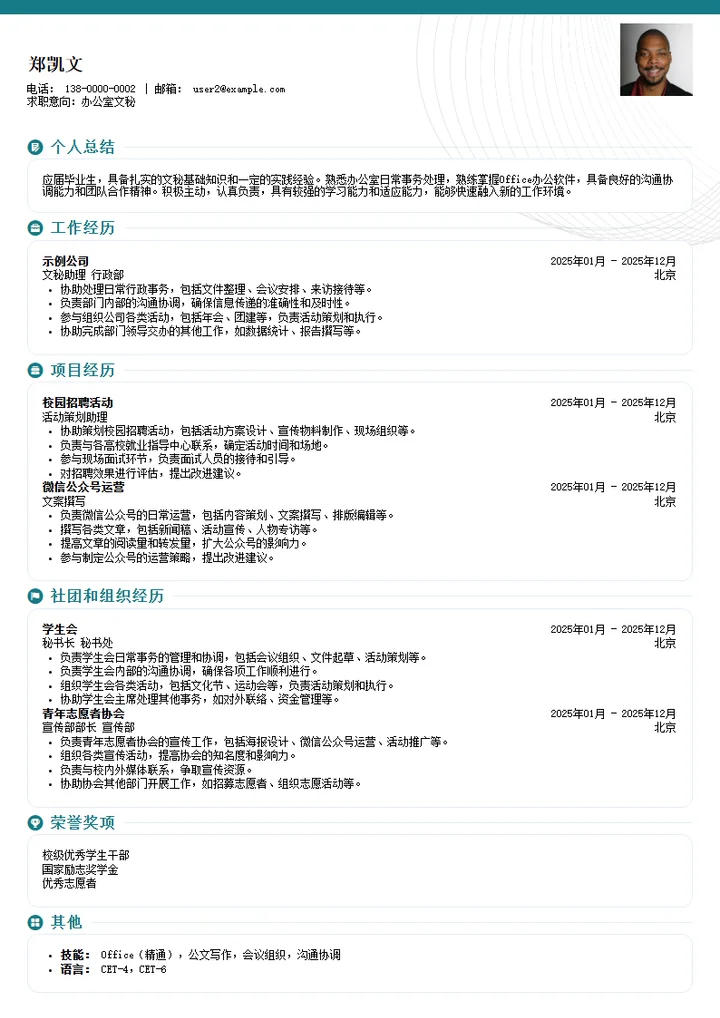 郑凯文
电话： 138-0000-0002 | 邮箱： user2@example.com
求职意向：办公室文秘
个人总结
应届毕业生，具备扎实的文秘基础知识和一定的实践经验。熟悉办公室日常事务处理，熟练掌握Office办公软件，具备良好的沟通协
调能力和团队合作精神。积极主动，认真负责，具有较强的学习能力和适应能力，能够快速融入新的工作环境。
工作经历
示例公司 2025年01月 - 2025年12月
文秘助理 行政部 北京
• 协助处理日常行政事务，包括文件整理、会议安排、来访接待等。
• 负责部门内部的沟通协调，确保信息传递的准确性和及时性。
• 参与组织公司各类活动，包括年会、团建等，负责活动策划和执行。
• 协助完成部门领导交办的其他工作，如数据统计、报告撰写等。
项目经历
校园招聘活动 2025年01月 - 2025年12月
活动策划助理 北京
• 协助策划校园招聘活动，包括活动方案设计、宣传物料制作、现场组织等。
• 负责与各高校就业指导中心联系，确定活动时间和场地。
• 参与现场面试环节，负责面试人员的接待和引导。
• 对招聘效果进行评估，提出改进建议。
微信公众号运营 2025年01月 - 2025年12月
文案撰写 北京
• 负责微信公众号的日常运营，包括内容策划、文案撰写、排版编辑等。
• 撰写各类文章，包括新闻稿、活动宣传、人物专访等。
• 提高文章的阅读量和转发量，扩大公众号的影响力。
• 参与制定公众号的运营策略，提出改进建议。
社团和组织经历
学生会 2025年01月 - 2025年12月
秘书长 秘书处 北京
• 负责学生会日常事务的管理和协调，包括会议组织、文件起草、活动策划等。
• 负责学生会内部的沟通协调，确保各项工作顺利进行。
• 组织学生会各类活动，包括文化节、运动会等，负责活动策划和执行。
• 协助学生会主席处理其他事务，如对外联络、资金管理等。
青年志愿者协会 2025年01月 - 2025年12月
宣传部部长 宣传部 北京
• 负责青年志愿者协会的宣传工作，包括海报设计、微信公众号运营、活动推广等。
• 组织各类宣传活动，提高协会的知名度和影响力。
• 负责与校内外媒体联系，争取宣传资源。
• 协助协会其他部门开展工作，如招募志愿者、组织志愿活动等。
荣誉奖项
校级优秀学生干部
国家励志奖学金
优秀志愿者
其他
• 技能： Office（精通），公文写作，会议组织，沟通协调
• 语言： CET-4，CET-6